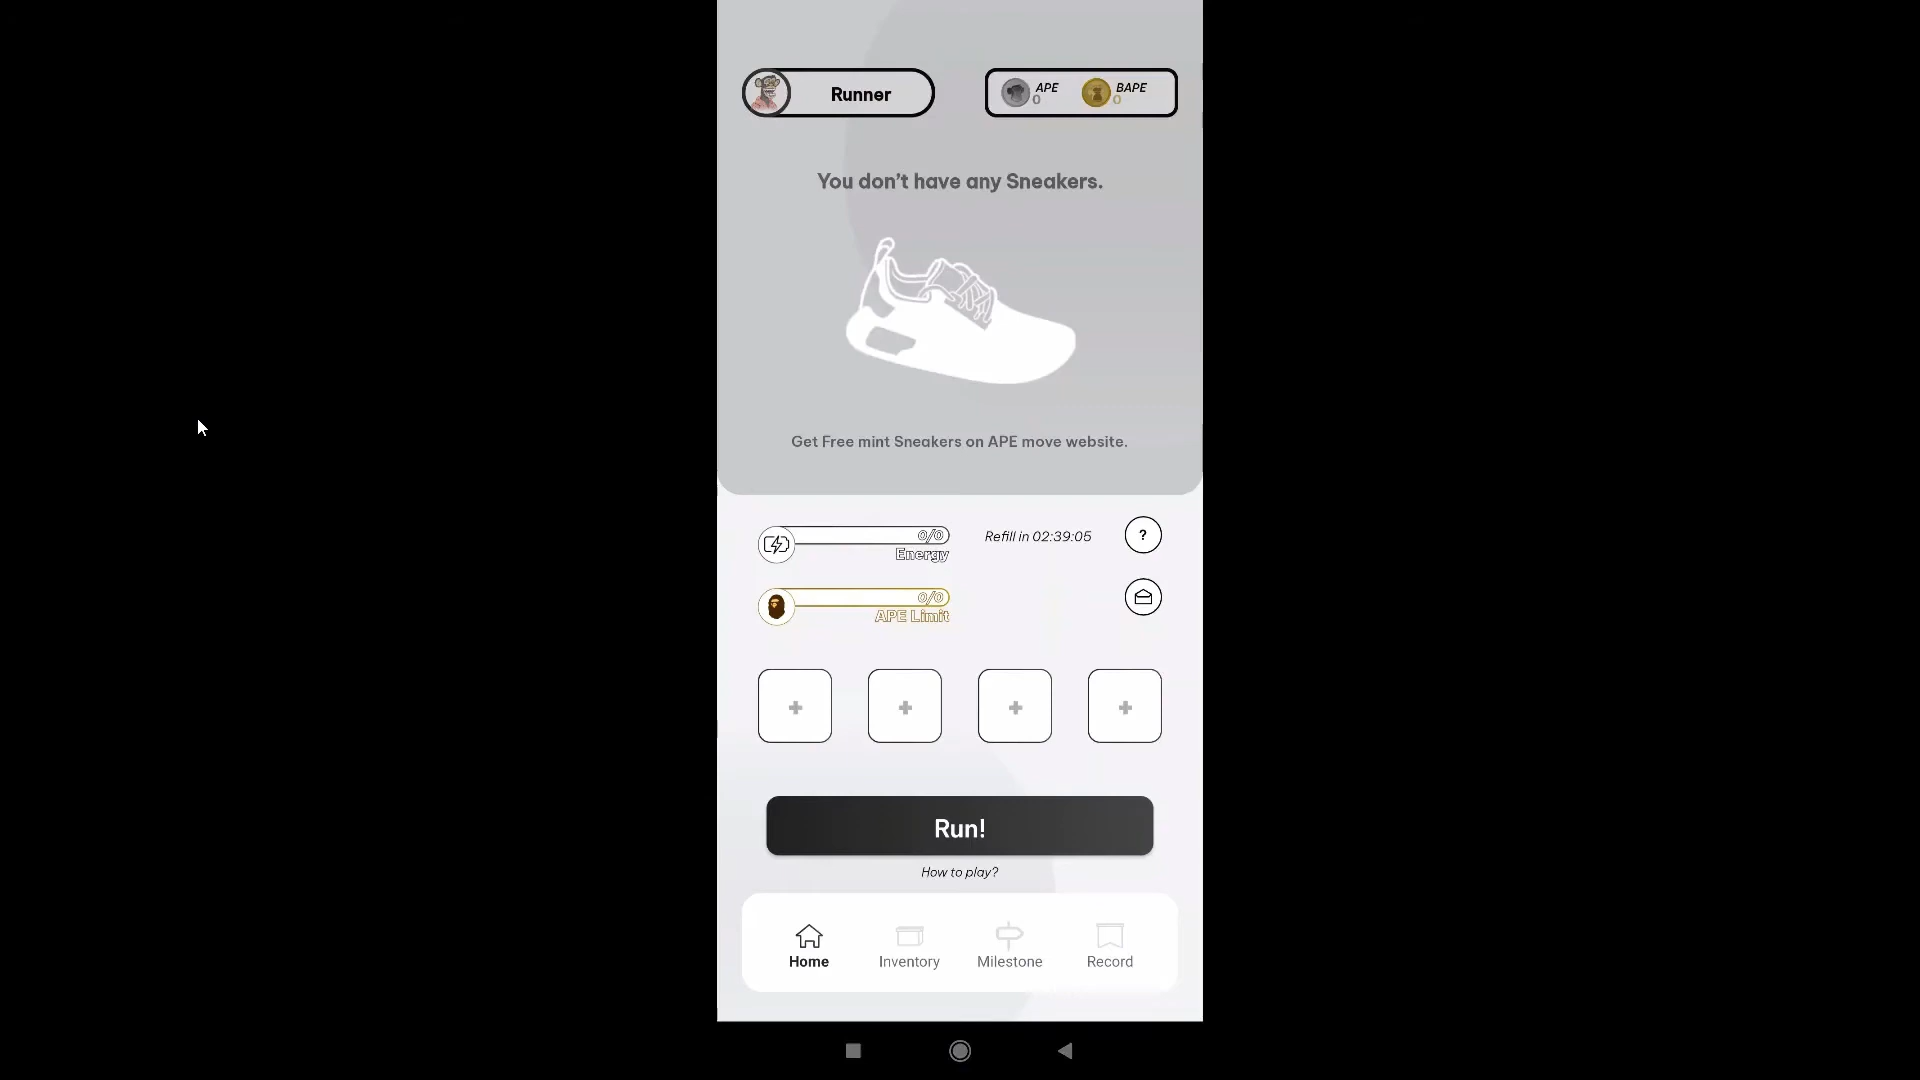 Runner
APE
0
BAPE
0
You don't have any Sneakers.
Get Free mint Sneakers on APE move website.
0/0
Energy
Refill in 02:39:05
?
0/0
APE Limit
Run!
How to play?
Home
Inventory
Milestone
Record